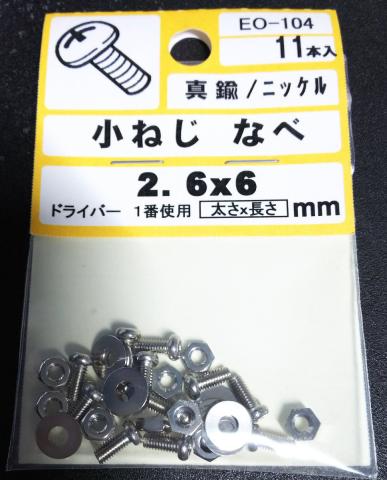 EO-104
11本入
真鍮/ニッケル
小ねじ なべ
2.6x6
ドライバー 1番使用 太さx長さ mm